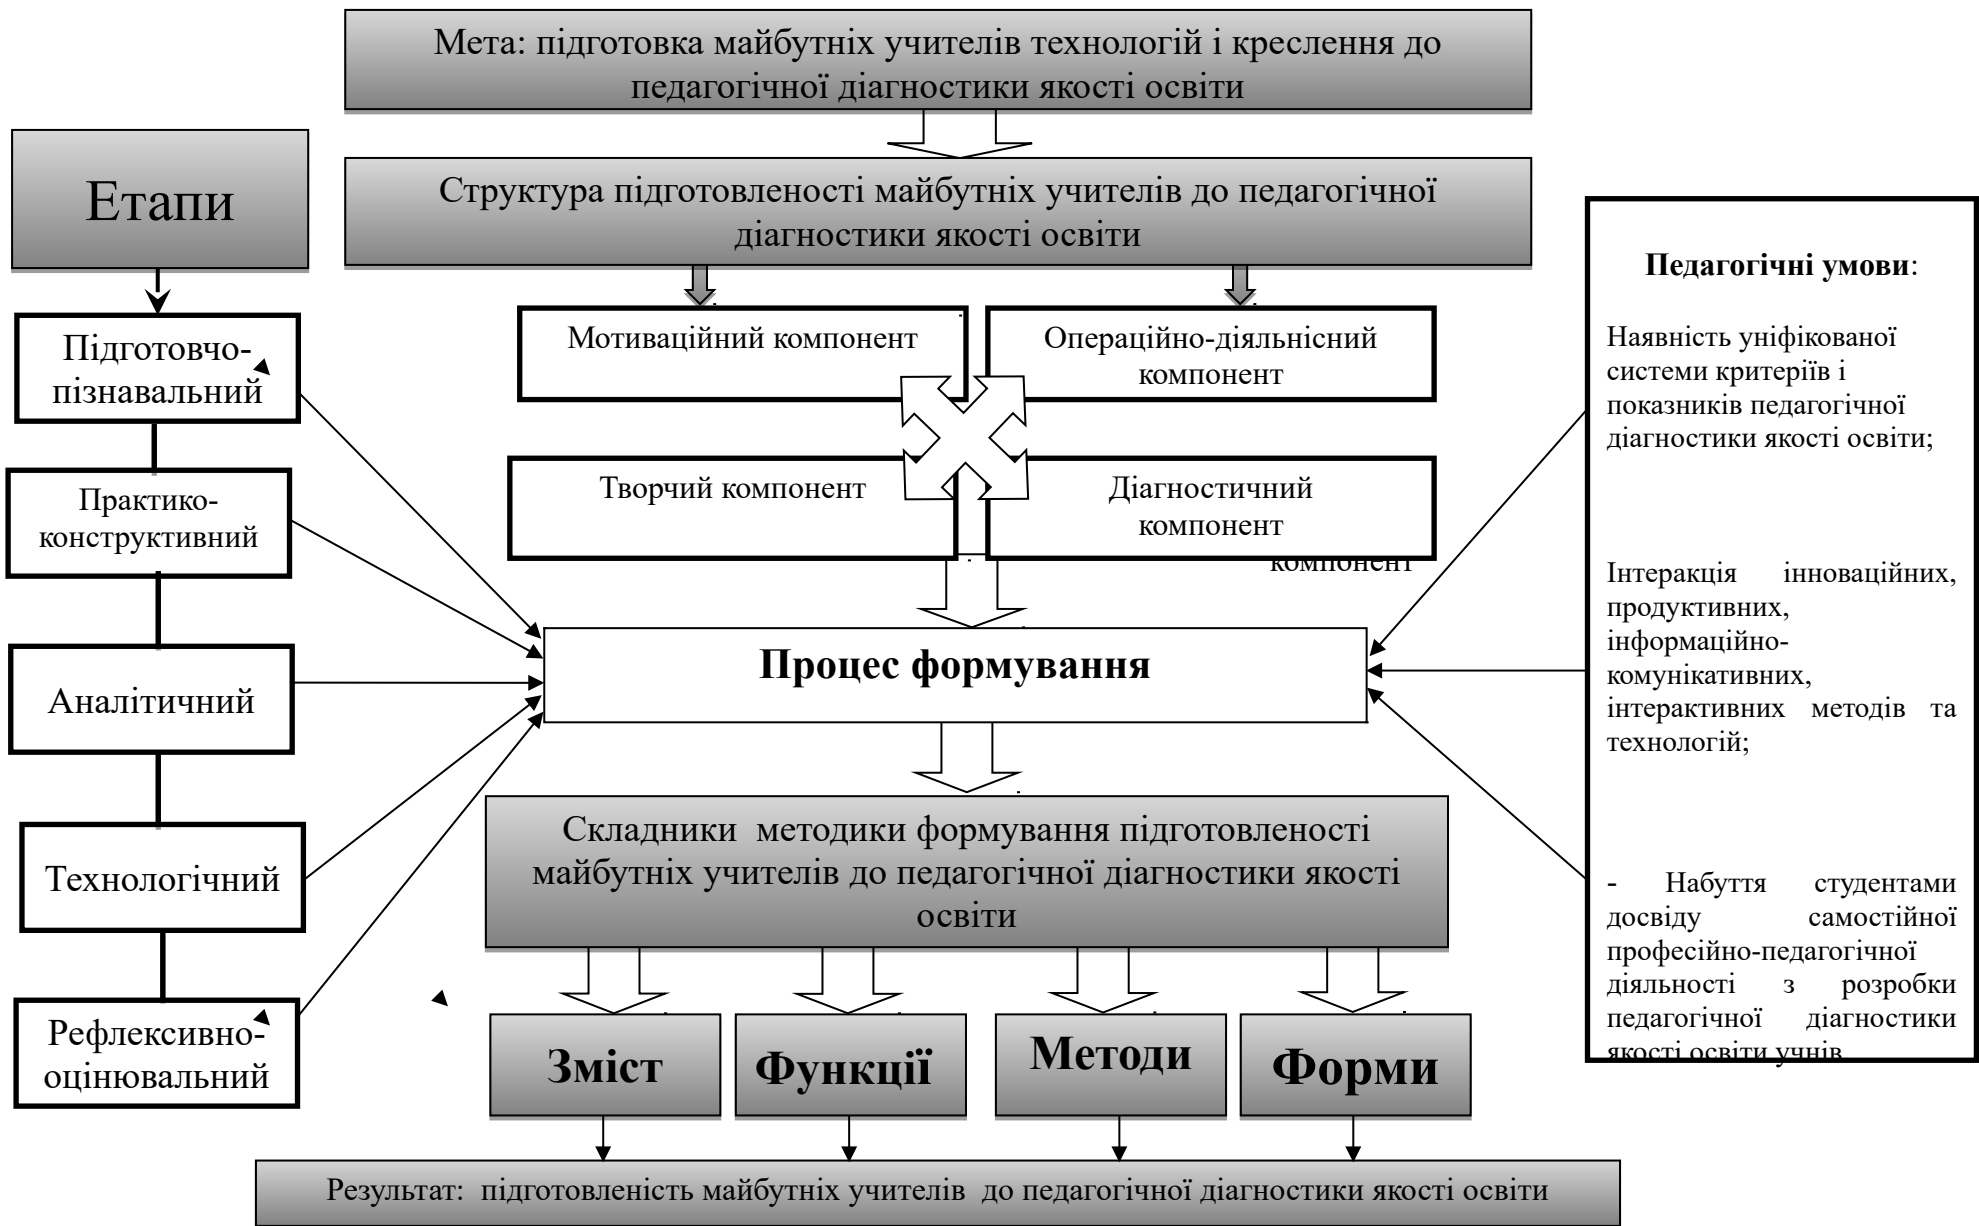 Мета: підготовка майбутніх учителів технологій і креслення до
педагогічної діагностики якості освіти
Етапи
Структура підготовленості майбутніх учителів до педагогічної
діагностики якості освіти
Підготовчо-
пізнавальний
Практико-
конструктивний
Аналітичний
Технологічний
Рефлексивно-
оцінювальний
Мотиваційний компонент
Операційно-діяльнісний
компонент
Творчий компонент
Діагностичний
компонент
компонент
Процес формування
Складники методики формування підготовленості
майбутніх учителів до педагогічної діагностики якості
освіти
Зміст
Функції
Методи
Форми
Результат: підготовленість майбутніх учителів до педагогічної діагностики якості освіти
Педагогічні умови:
Наявність уніфікованої
системи критеріїв і
показників педагогічної
діагностики якості освіти;
Інтеракція інноваційних,
продуктивних,
інформаційно-
комунікативних,
інтерактивних методів та
технологій;
- Набуття студентами
досвіду самостійної
професійно-педагогічної
діяльності з розробки
педагогічної діагностики
якості освіти учнів